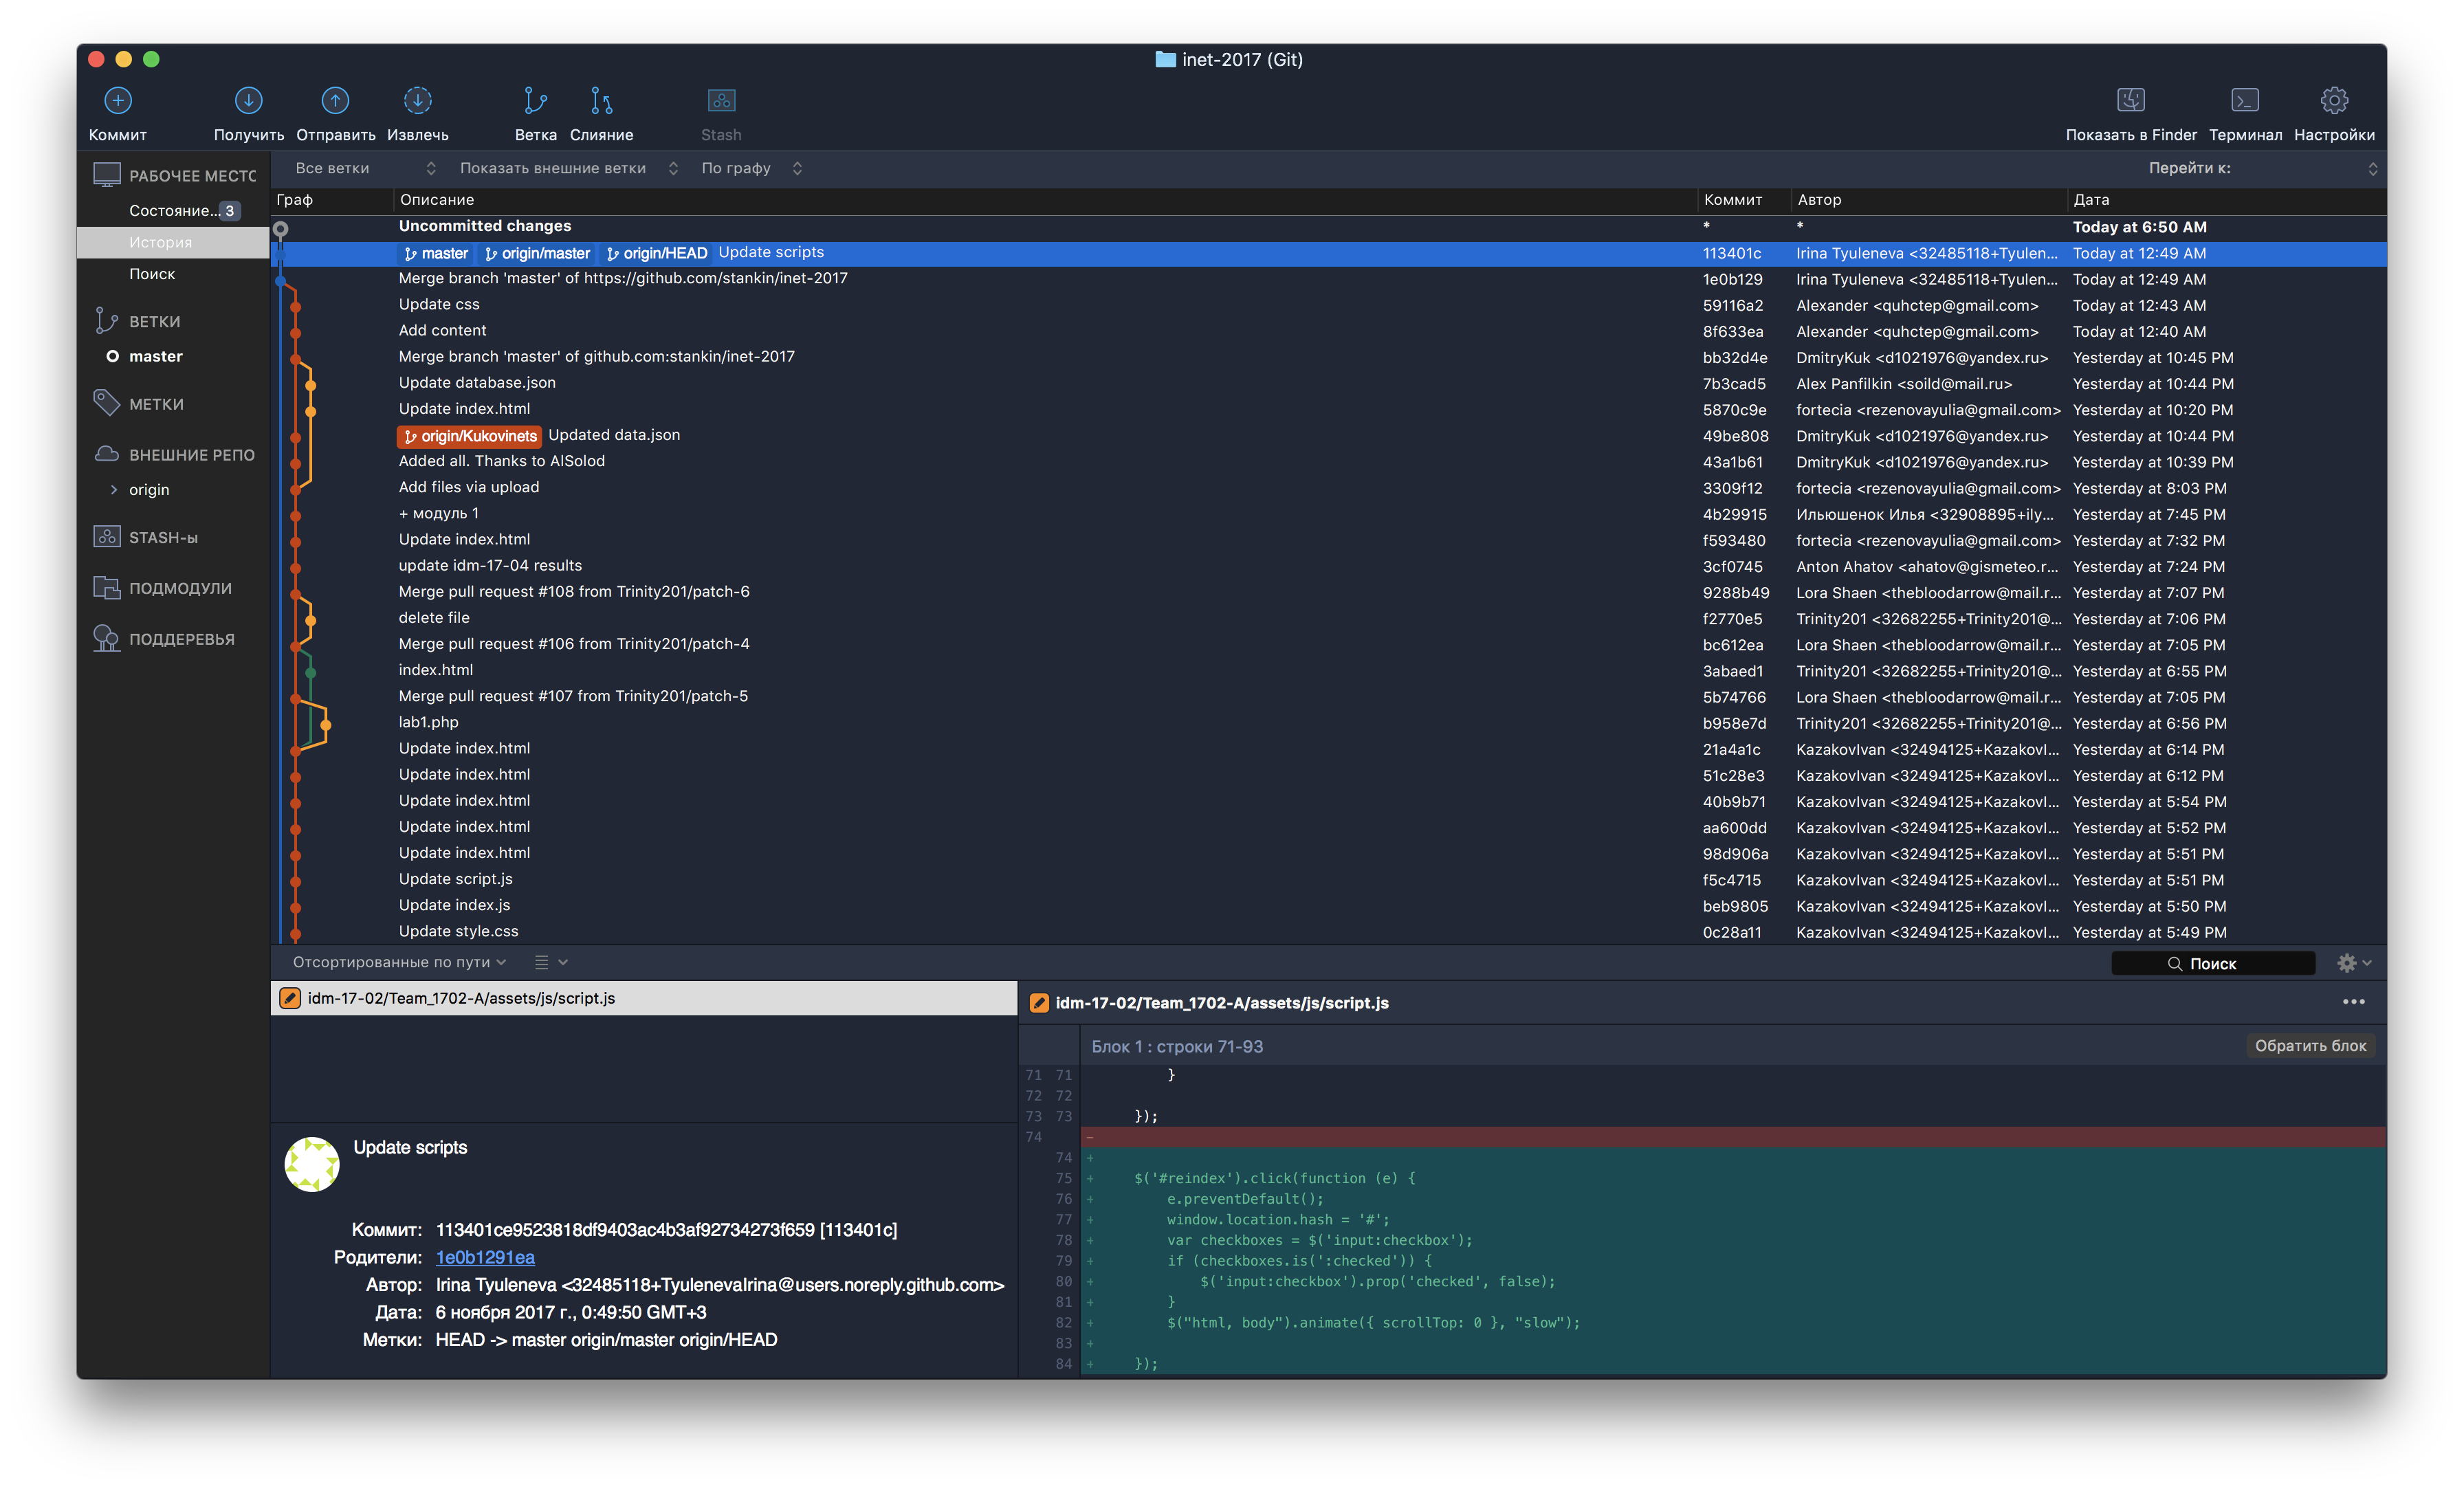 inet-2017 (Git)
Коммит Получить Отправить Извлечь Ветка Слияние Stash Показать в Finder Терминал Настройки
РАБОЧЕЕ МЕСТО
Состояние... 3
История
Поиск
ВЕТКИ
master
МЕТКИ
ВНЕШНИЕ РЕПО
origin
STASH-ы
ПОДМОДУЛИ
ПОДДЕРЕВЬЯ
Все ветки Показать внешние ветки По графу Перейти к:
Граф Описание Коммит Автор Дата
Uncommitted changes * * Today at 6:50 AM
master origin/master origin/HEAD Update scripts 113401c Irina Tyuleneva <32485118+Tyulen... Today at 12:49 AM
Merge branch 'master' of https://github.com/stankin/inet-2017 1e0b129 Irina Tyuleneva <32485118+Tyulen... Today at 12:49 AM
Update css 59116a2 Alexander <quhctep@gmail.com> Today at 12:43 AM
Add content 8f633ea Alexander <quhctep@gmail.com> Today at 12:40 AM
Merge branch 'master' of github.com:stankin/inet-2017 bb32d4e DmitryKuk <d1021976@yandex.ru> Yesterday at 10:45 PM
Update database.json 7b3cad5 Alex Panfilkin <soild@mail.ru> Yesterday at 10:44 PM
Update index.html 5870c9e fortecia <rezenovayulia@gmail.com> Yesterday at 10:20 PM
origin/Kukovinets Updated data.json 49be808 DmitryKuk <d1021976@yandex.ru> Yesterday at 10:44 PM
Added all. Thanks to AlSolod 43a1b61 DmitryKuk <d1021976@yandex.ru> Yesterday at 10:39 PM
Add files via upload 3309f12 fortecia <rezenovayulia@gmail.com> Yesterday at 8:03 PM
+ модуль 1 4b29915 Ильюшенок Илья <32908895+ily... Yesterday at 7:45 PM
Update index.html f593480 fortecia <rezenovayulia@gmail.com> Yesterday at 7:32 PM
update idm-17-04 results 3cf0745 Anton Ahatov <ahatov@gismeteo.r... Yesterday at 7:24 PM
Merge pull request #108 from Trinity201/patch-6 9288b49 Lora Shaen <thebloodarrow@mail.r... Yesterday at 7:07 PM
delete file f2770e5 Trinity201 <32682255+Trinity201@... Yesterday at 7:06 PM
Merge pull request #106 from Trinity201/patch-4 bc612ea Lora Shaen <thebloodarrow@mail.r... Yesterday at 7:05 PM
index.html 3abaed1 Trinity201 <32682255+Trinity201@... Yesterday at 6:55 PM
Merge pull request #107 from Trinity201/patch-5 5b74766 Lora Shaen <thebloodarrow@mail.r... Yesterday at 7:05 PM
lab1.php b958e7d Trinity201 <32682255+Trinity201@... Yesterday at 6:56 PM
Update index.html 21a4a1c KazakovIvan <32494125+KazakovI... Yesterday at 6:14 PM
Update index.html 51c28e3 KazakovIvan <32494125+KazakovI... Yesterday at 6:12 PM
Update index.html 40b9b71 KazakovIvan <32494125+KazakovI... Yesterday at 5:54 PM
Update index.html aa600dd KazakovIvan <32494125+KazakovI... Yesterday at 5:52 PM
Update index.html 98d906a KazakovIvan <32494125+KazakovI... Yesterday at 5:51 PM
Update script.js f5c4715 KazakovIvan <32494125+KazakovI... Yesterday at 5:51 PM
Update index.js beb9805 KazakovIvan <32494125+KazakovI... Yesterday at 5:50 PM
Update style.css 0c28a11 KazakovIvan <32494125+KazakovI... Yesterday at 5:49 PM
Отсортированные по пути Поиск
idm-17-02/Team_1702-A/assets/js/script.js
Update scripts
Коммит: 113401ce9523818df9403ac4b3af92734273f659 [113401c]
Родители: 1e0b1291ea
Автор: Irina Tyuleneva <32485118+TyulenevaIrina@users.noreply.github.com>
Дата: 6 ноября 2017 г., 0:49:50 GMT+3
Метки: HEAD -> master origin/master origin/HEAD
idm-17-02/Team_1702-A/assets/js/script.js
Блок 1 : строки 71-93 Обратить блок
71 71 }
72 72
73 73 });
74 -
74 +
75 + $('#reindex').click(function (e) {
76 + e.preventDefault();
77 + window.location.hash = '#';
78 + var checkboxes = $('input:checkbox');
79 + if (checkboxes.is(':checked')) {
80 + $('input:checkbox').prop('checked', false);
81 + }
82 + $("html, body").animate({ scrollTop: 0 }, "slow");
83 +
84 + });